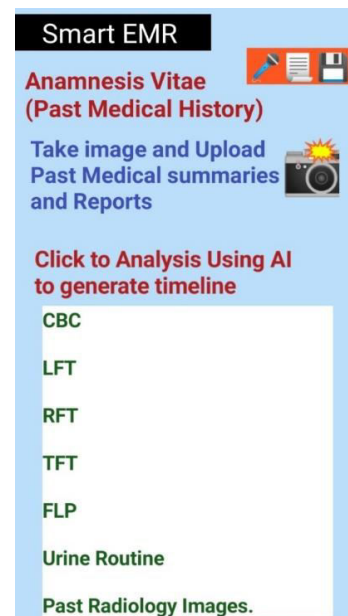 Smart EMR
Anamnesis Vitae
(Past Medical History)
Take image and Upload
Past Medical summaries
and Reports
Click to Analysis Using AI
to generate timeline
CBC
LFT
RFT
TFT
FLP
Urine Routine
Past Radiology Images.